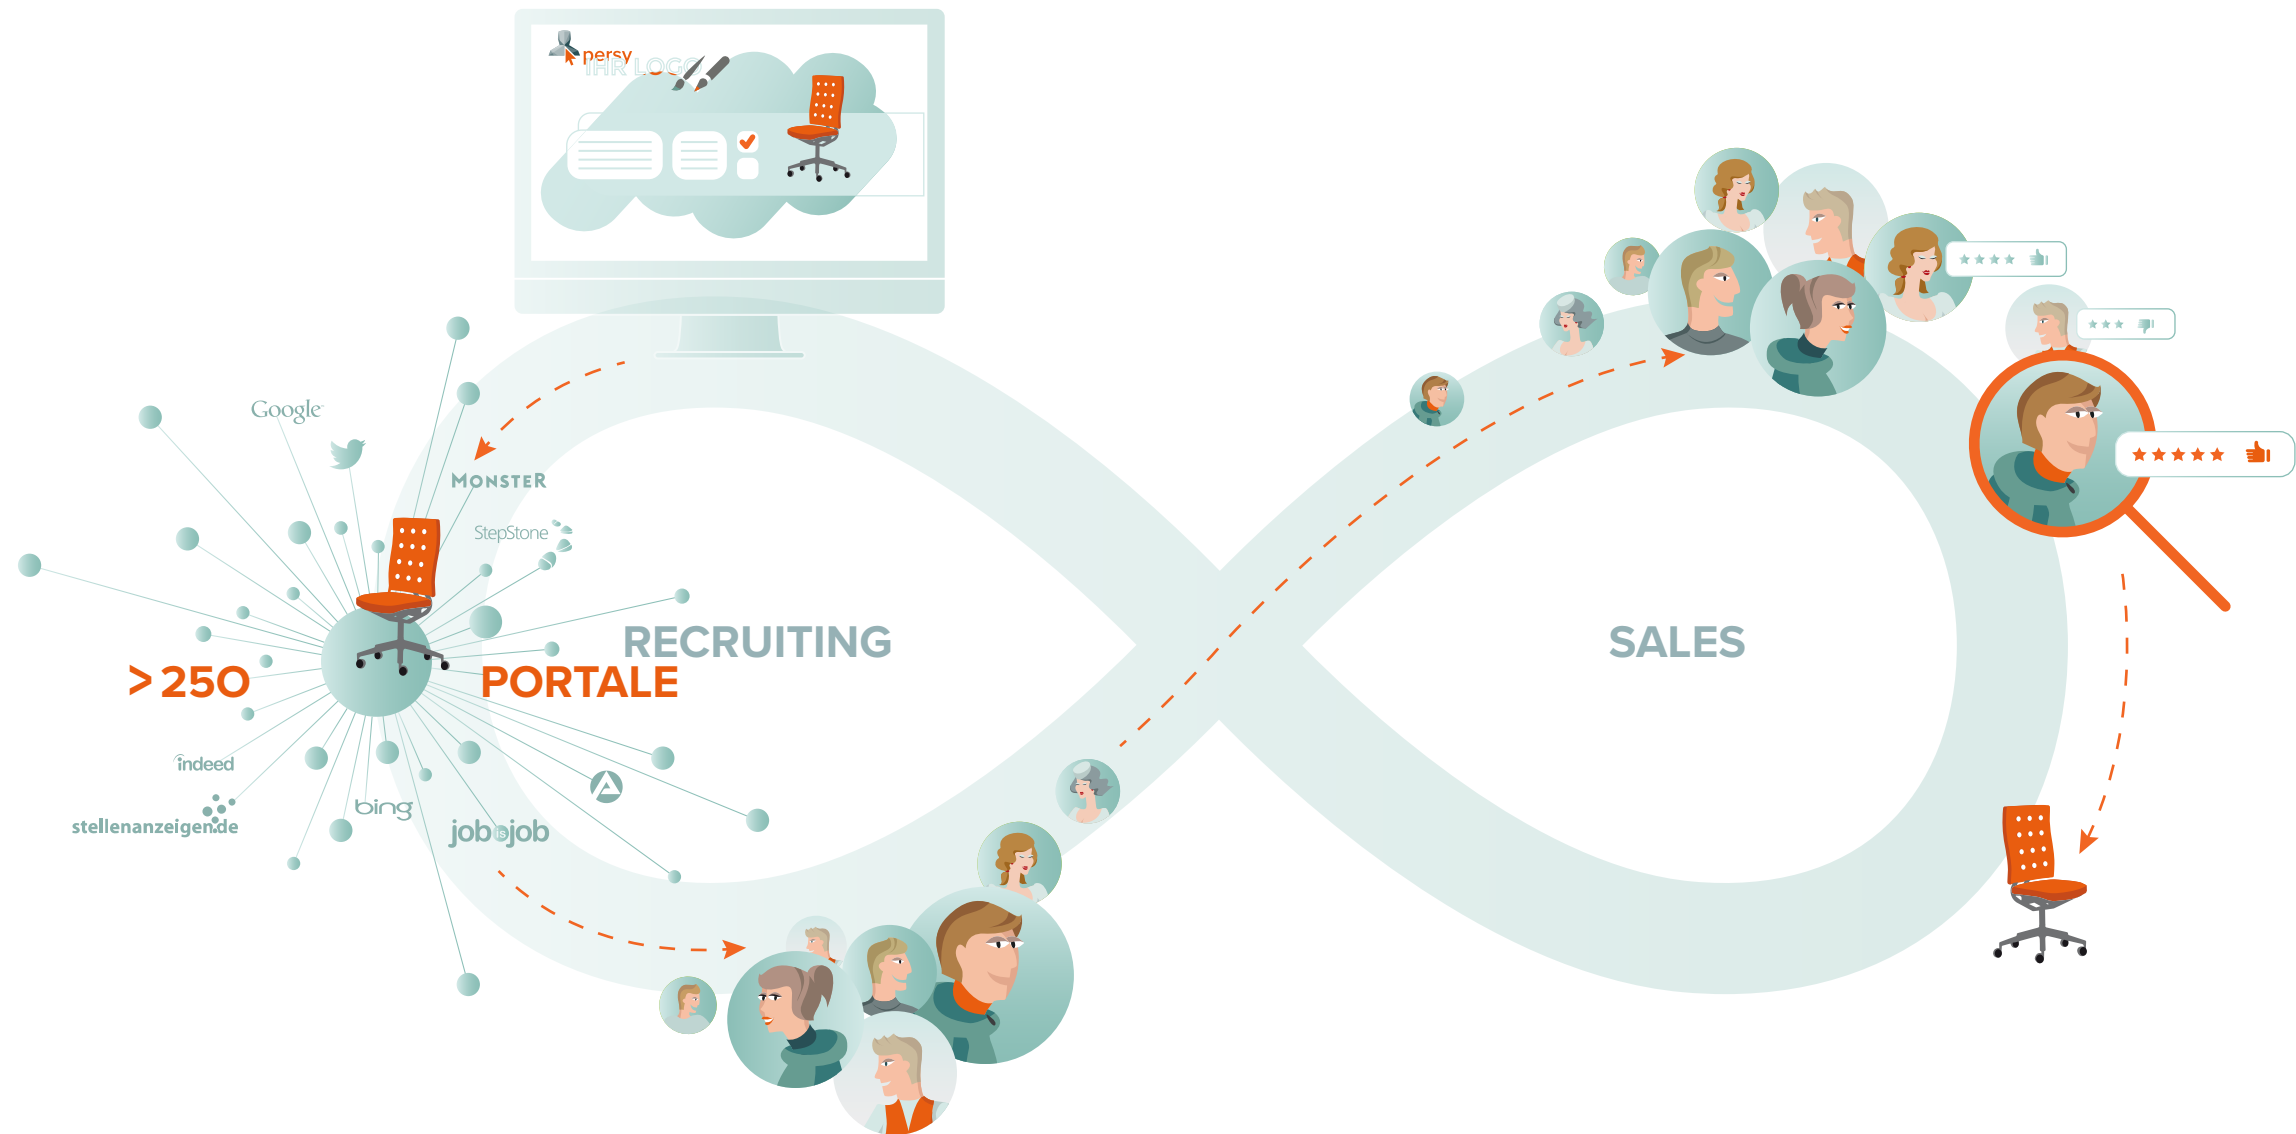 persy
IHR LOGO
Google
MONSTER
StepStone
RECRUITING
SALES
>250 PORTALE
indeed
stellenanzeigen.de
bing
jobisjob